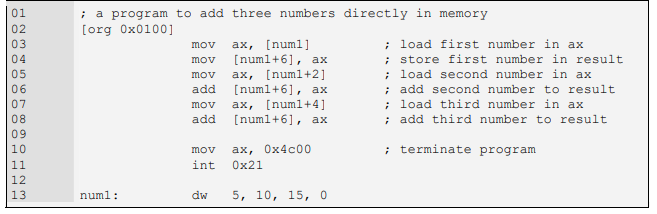 01 ; a program to add three numbers directly in memory
02 [org 0x0100]
03 mov ax, [num1] ; load first number in ax
04 mov [num1+6], ax ; store first number in result
05 mov ax, [num1+2] ; load second number in ax
06 add [num1+6], ax ; add second number to result
07 mov ax, [num1+4] ; load third number in ax
08 add [num1+6], ax ; add third number to result
09
10 mov ax, 0x4c00 ; terminate program
11 int 0x21
12
13 num1: dw 5, 10, 15, 0